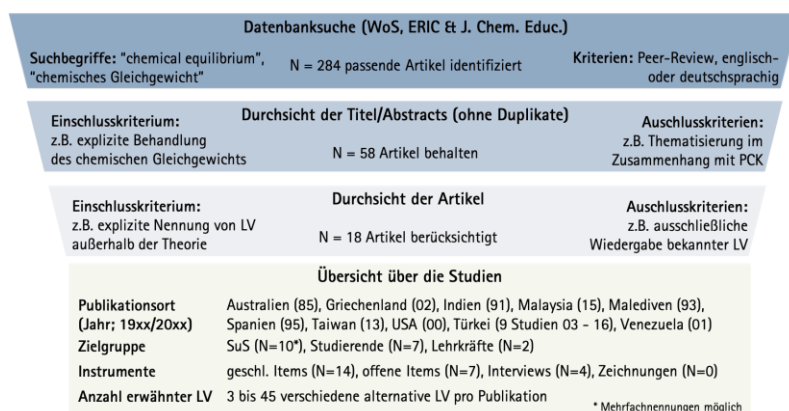 Datenbanksuche (WoS, ERIC & J. Chem. Educ.)
Suchbegriffe: "chemical equilibrium",
"chemisches Gleichgewicht"
N = 284 passende Artikel identifiziert
Kriterien: Peer-Review, englisch-
oder deutschsprachig
Durchsicht der Titel/Abstracts (ohne Duplikate)
Einschlusskriterium:
z.B. explizite Behandlung
des chemischen Gleichgewichts
N = 58 Artikel behalten
Auschlusskriterien:
z.B. Thematisierung im
Zusammenhang mit PCK
Durchsicht der Artikel
Einschlusskriterium:
z.B. explizite Nennung von LV
außerhalb der Theorie
N = 18 Artikel berücksichtigt
Auschlusskriterien:
z.B. ausschließliche
Wiedergabe bekannter LV
Übersicht über die Studien
Publikationsort
(Jahr; 19xx/20xx)
Australien (85), Griechenland (02), Indien (91), Malaysia (15), Malediven (93),
Spanien (95), Taiwan (13), USA (00), Türkei (9 Studien 03 - 16), Venezuela (01)
Zielgruppe
SuS (N=10*), Studierende (N=7), Lehrkräfte (N=2)
Instrumente
geschl. Items (N=14), offene Items (N=7), Interviews (N=4), Zeichnungen (N=0)
Anzahl erwähnter LV
3 bis 45 verschiedene alternative LV pro Publikation
* Mehrfachnennungen möglich